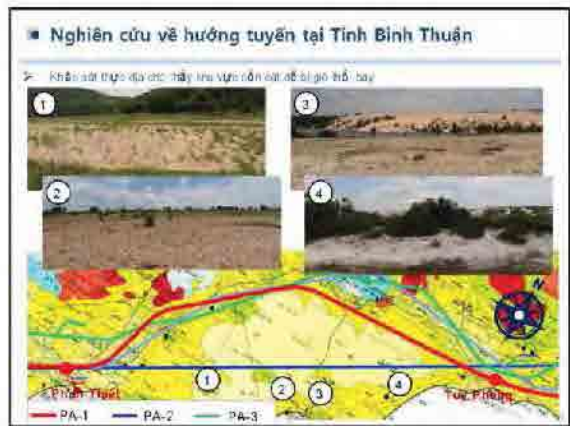 Nghiên cứu về hướng tuyến tại Tỉnh Bình Thuận
Khảo sát thực địa cho thấy khu vực cồn cát dễ bị gió thổi bay
1
3
2
4
N
1
2
3
4
Phan Thiết
Tuy Phong
PA-1
PA-2
PA-3